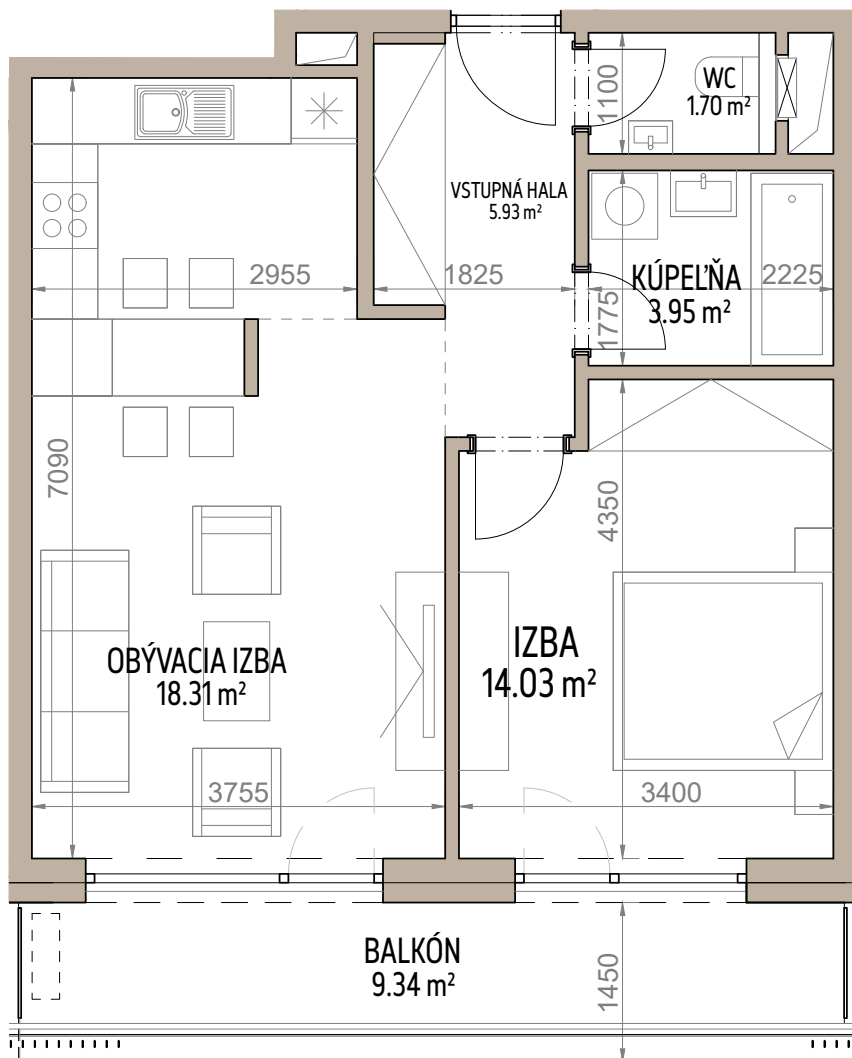 WC
1.70 m²
1100
VSTUPNÁ HALA
5.93 m²
2955
1825
KÚPEĽŇA
3.95 m²
2225
1775
7090
4350
OBÝVACIA IZBA
18.31 m²
IZBA
14.03 m²
3755
3400
BALKÓN
9.34 m²
1450